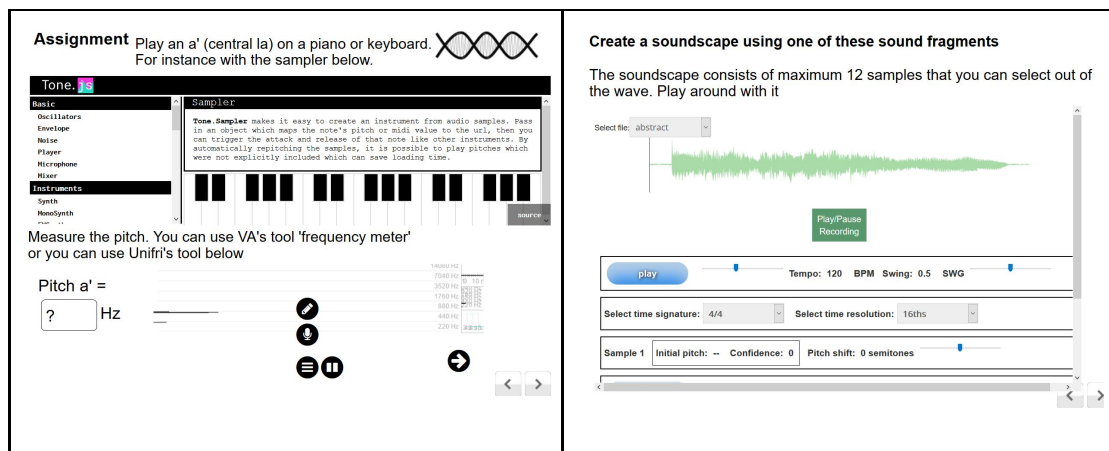 Assignment
Play an a' (central la) on a piano or keyboard.
For instance with the sampler below.
Tone.js
Basic
Oscillators
Envelope
Noise
Player
Microphone
Mixer
Instruments
Synth
MonoSynth
Sampler
Tone.Sampler makes it easy to create an instrument from audio samples. Pass
in an object which maps the note's pitch or midi value to the url, then you
can trigger the attack and release of that note like other instruments. By
automatically repitching the samples, it is possible to play pitches which
were not explicitly included which can save loading time.
source
Measure the pitch. You can use VA's tool 'frequency meter'
or you can use Unifri's tool below
Pitch a' =
? Hz
14080 Hz
7040 Hz
3520 Hz
1760 Hz
880 Hz
440 Hz
220 Hz
Create a soundscape using one of these sound fragments
The soundscape consists of maximum 12 samples that you can select out of
the wave. Play around with it
Select file: abstract
Play/Pause
Recording
play Tempo: 120 BPM Swing: 0.5 SWG
Select time signature: 4/4 Select time resolution: 16ths
Sample 1 Initial pitch: -- Confidence: 0 Pitch shift: 0 semitones